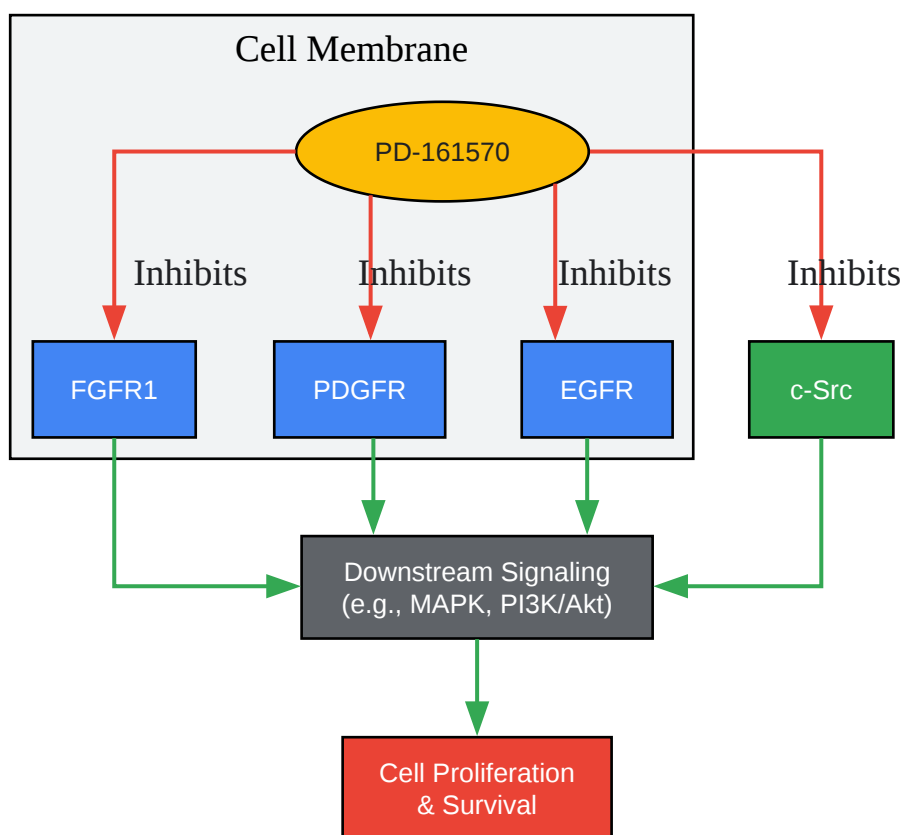 Cell Membrane
PD-161570
Inhibits
Inhibits
Inhibits
Inhibits
FGFR1
PDGFR
EGFR
c-Src
Downstream Signaling
(e.g., MAPK, PI3K/Akt)
Cell Proliferation
& Survival